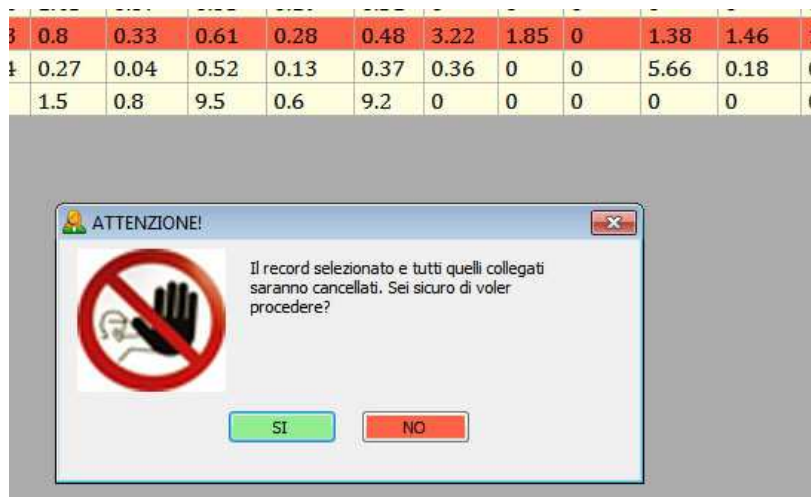 0.8 0.33 0.61 0.28 0.48 3.22 1.85 0 1.38 1.46
0.27 0.04 0.52 0.13 0.37 0.36 0 0 5.66 0.18
1.5 0.8 9.5 0.6 9.2 0 0 0 0 0
ATTENZIONE!
Il record selezionato e tutti quelli collegati
saranno cancellati. Sei sicuro di voler
procedere?
SI NO